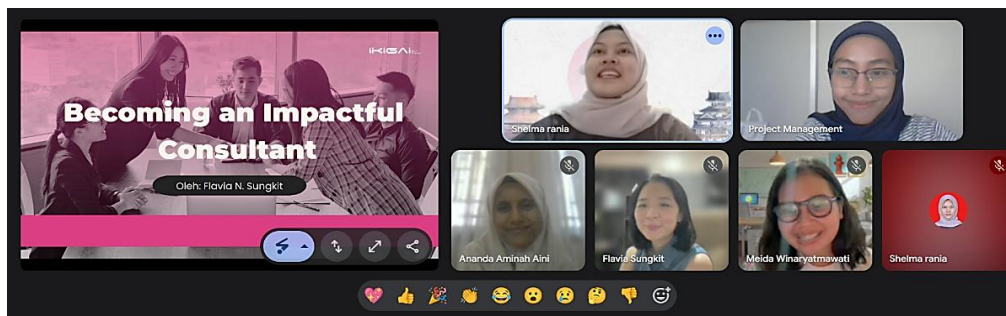 IKIGAI
Becoming an Impactful
Consultant
Oleh: Flavia N. Sungkit
Shelma rania
Project Management
Ananda Aminah Aini
Flavia Sungkit
Meida Winaryatmawati
Shelma rania